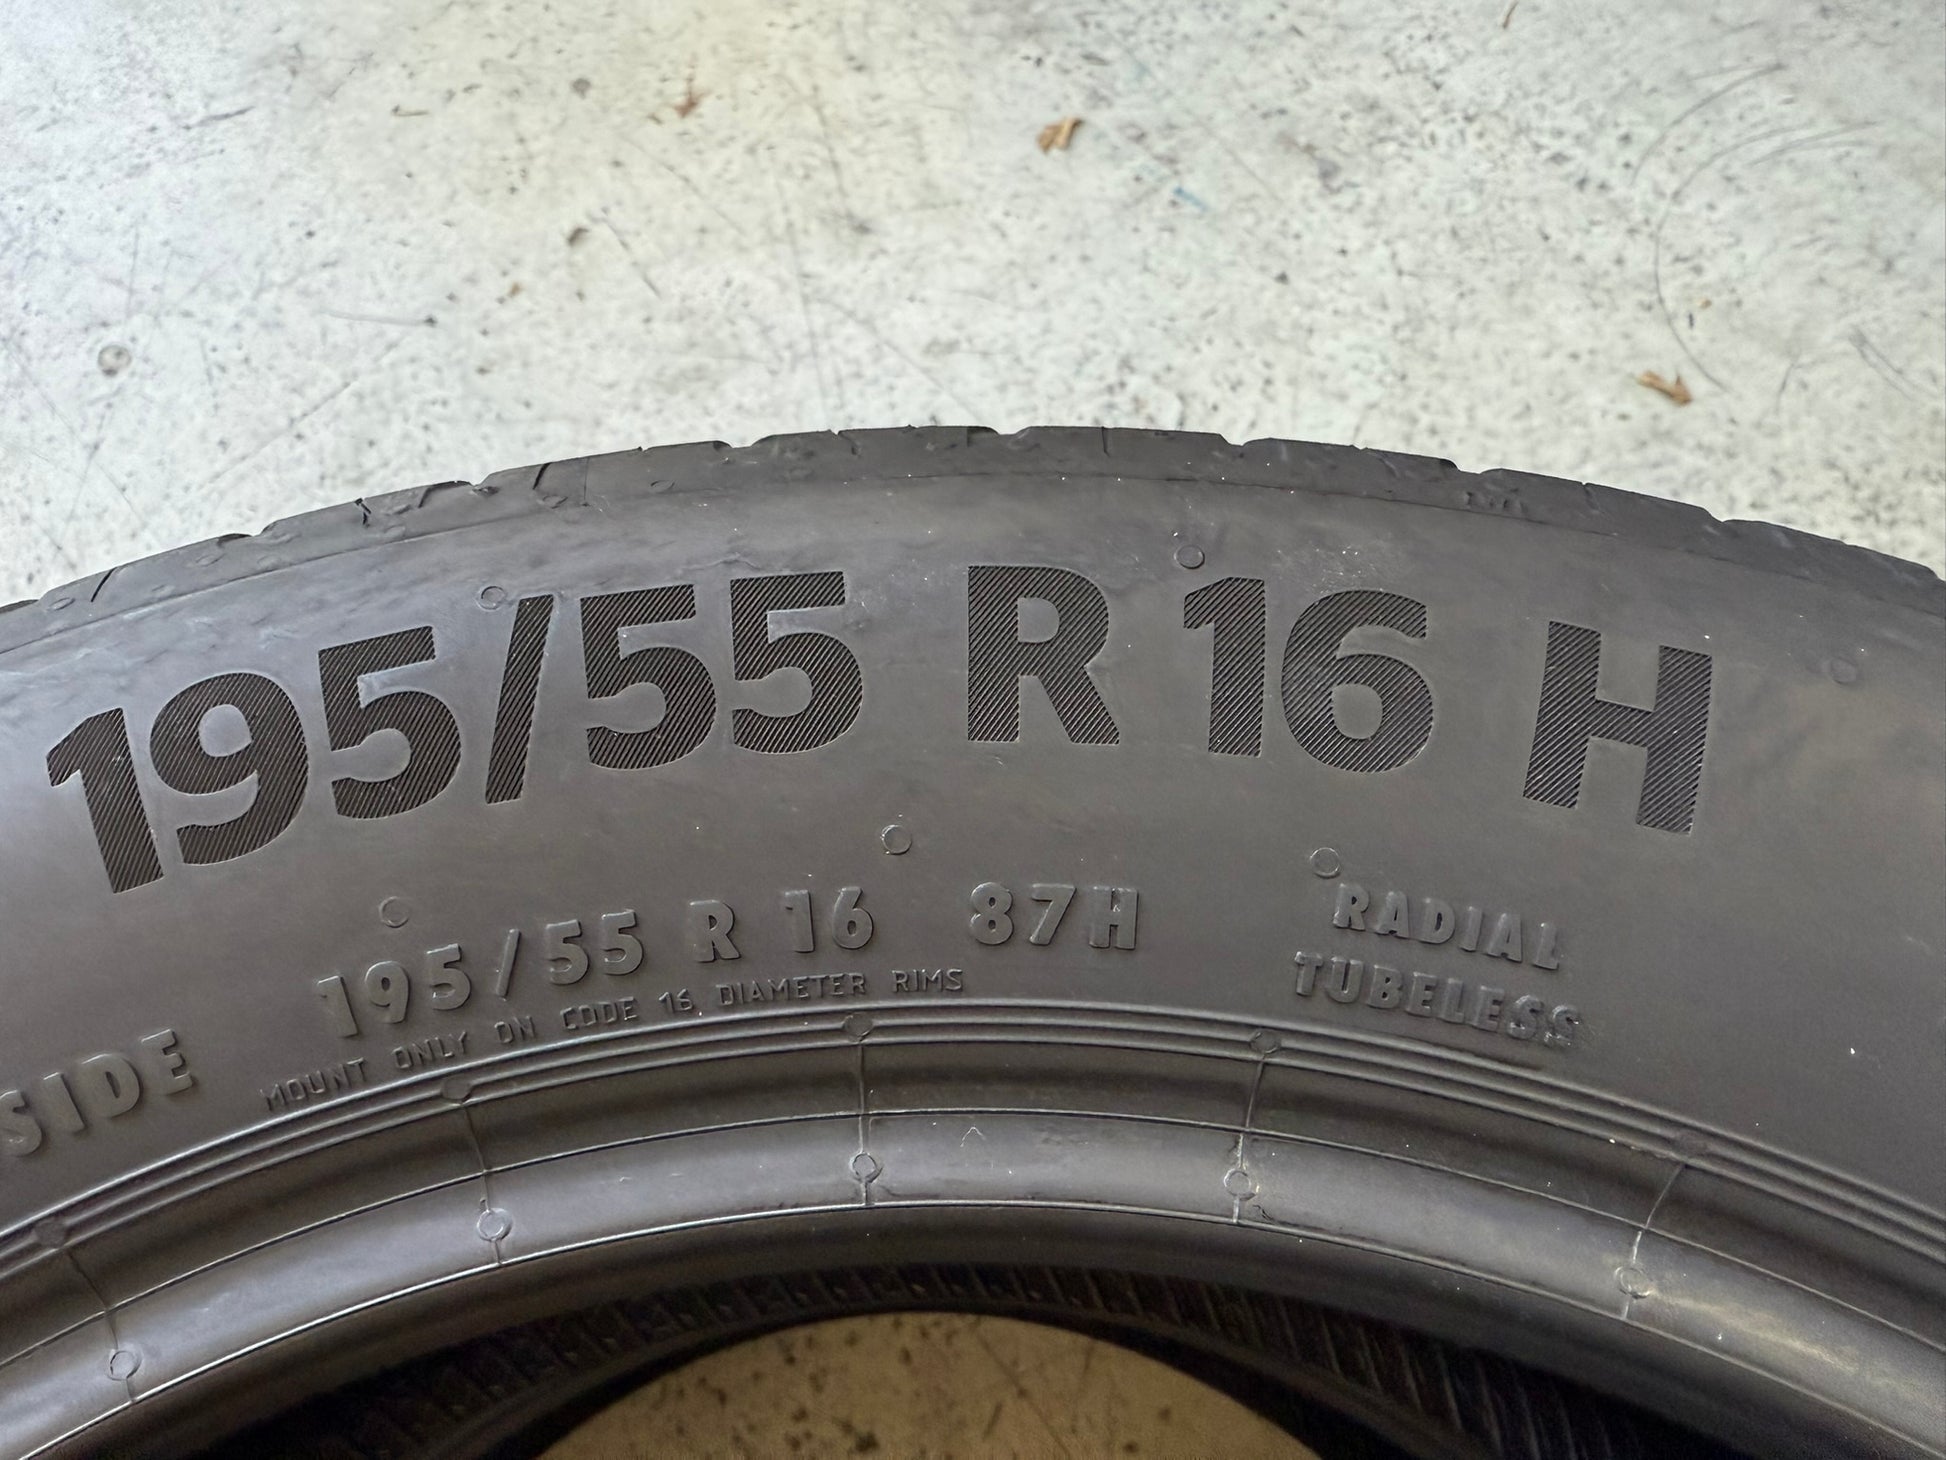 195/55 R 16 H
195/55 R 16 87H
RADIAL
TUBELESS
SIDE
MOUNT ONLY ON CODE 16 DIAMETER RIMS